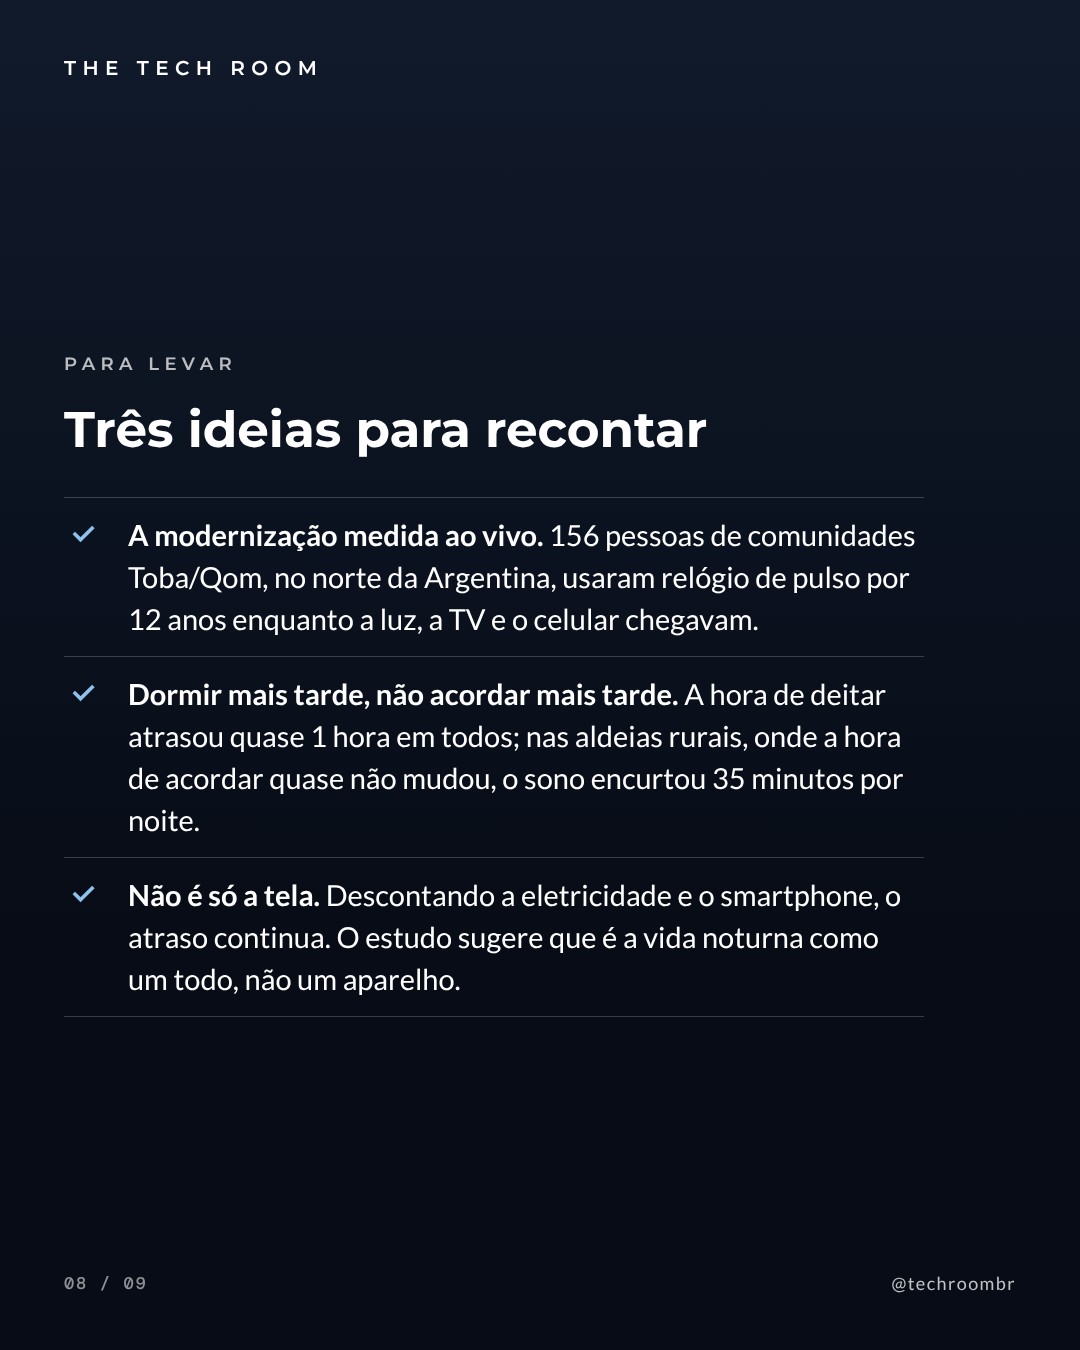 THE TECH ROOM
PARA LEVAR
Três ideias para recontar
A modernização medida ao vivo. 156 pessoas de comunidades
Toba/Qom, no norte da Argentina, usaram relógio de pulso por
12 anos enquanto a luz, a TV e o celular chegavam.
Dormir mais tarde, não acordar mais tarde. A hora de deitar
atrasou quase 1 hora em todos; nas aldeias rurais, onde a hora
de acordar quase não mudou, o sono encurtou 35 minutos por
noite.
Não é só a tela. Descontando a eletricidade e o smartphone, o
atraso continua. O estudo sugere que é a vida noturna como
um todo, não um aparelho.
08 / 09
@techroombr